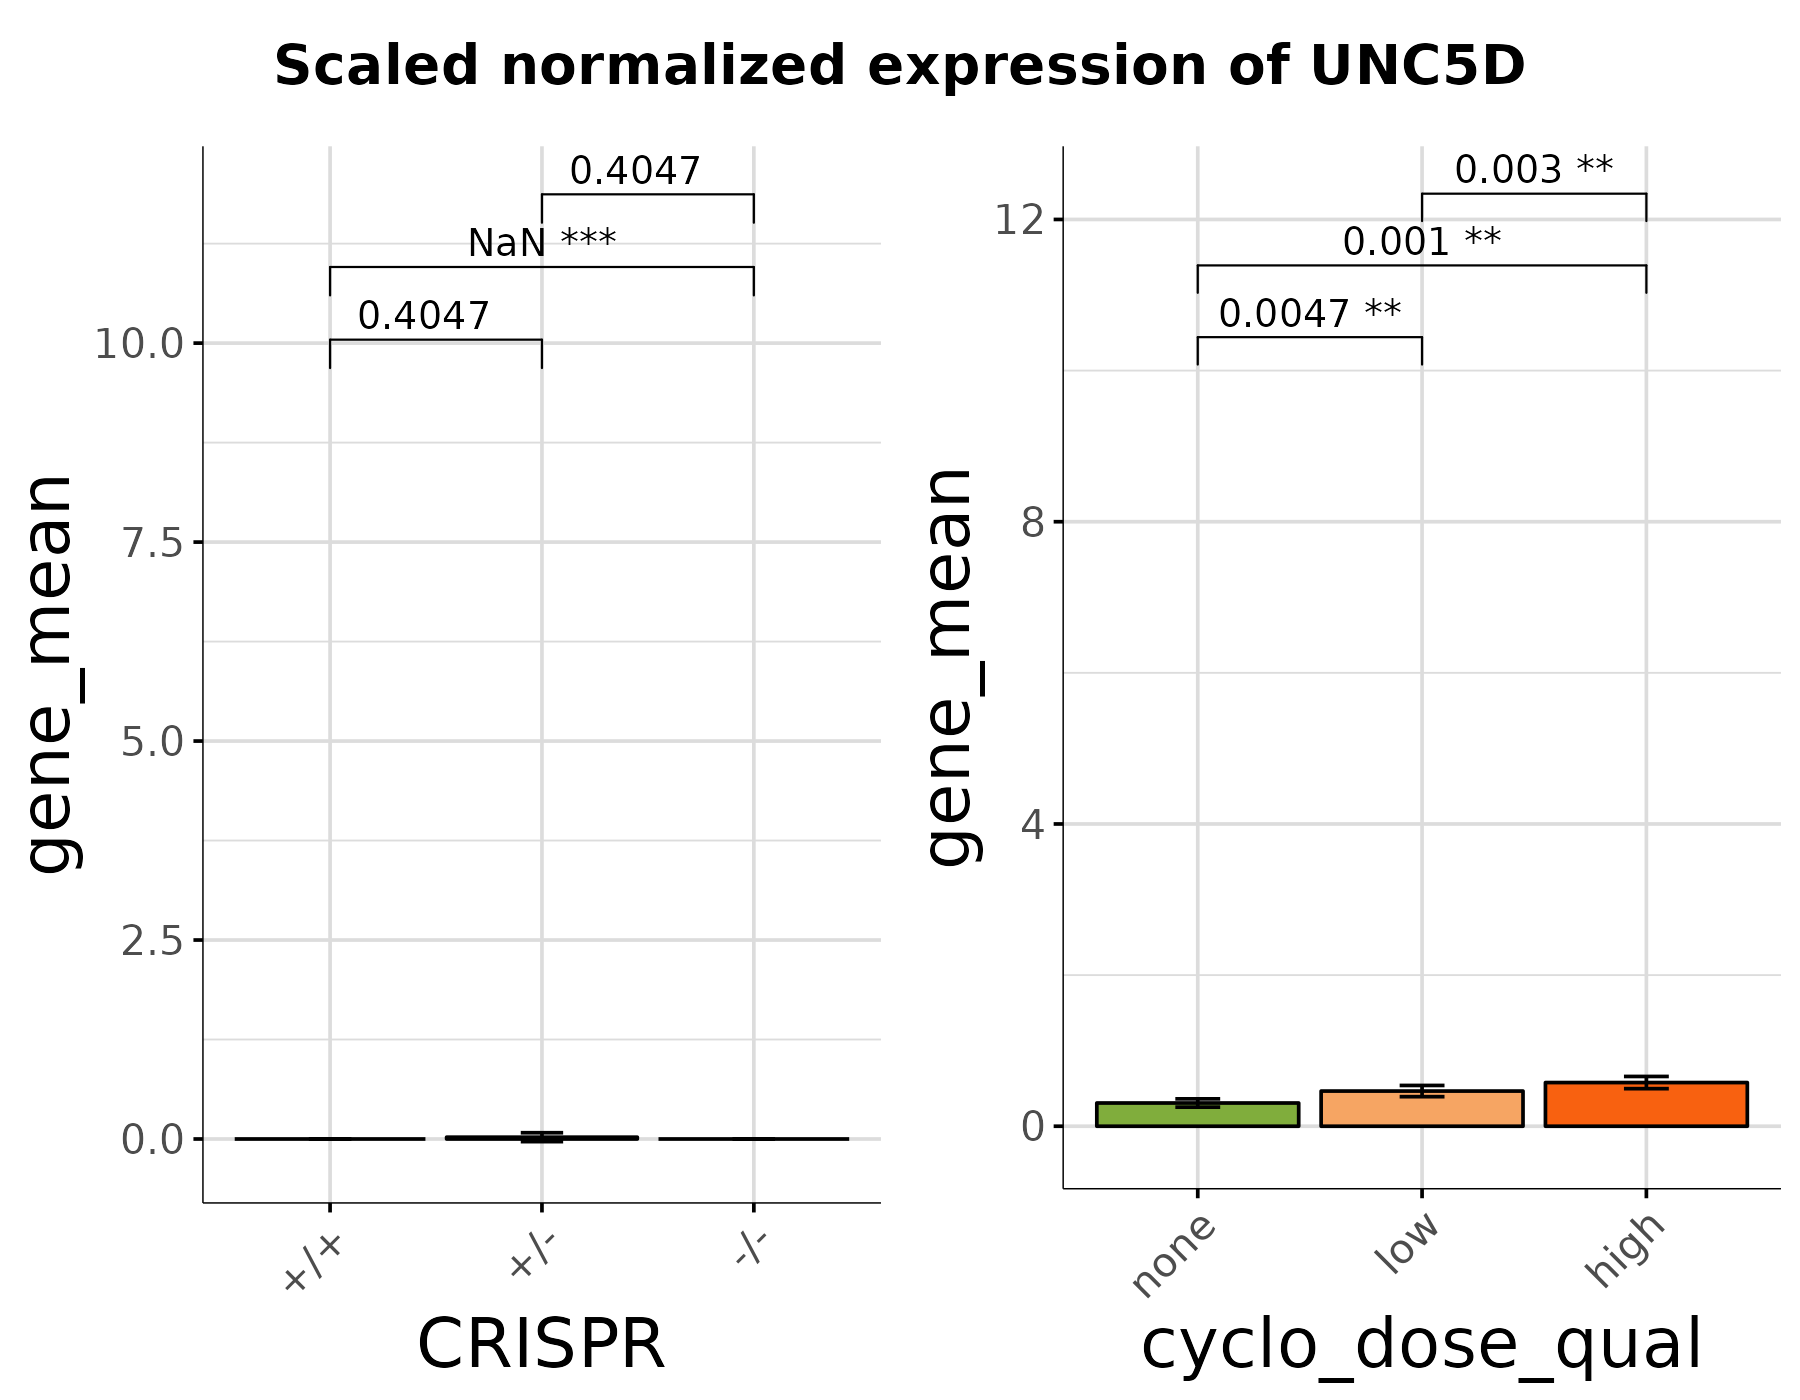 Scaled normalized expression of UNC5D
0.4047
NaN ***
0.4047
10.0
7.5
5.0
2.5
0.0
gene_mean
+/+
+/-
-/-
CRISPR
0.003 **
0.001 **
0.0047 **
12
8
4
0
gene_mean
none
low
high
cyclo_dose_qual